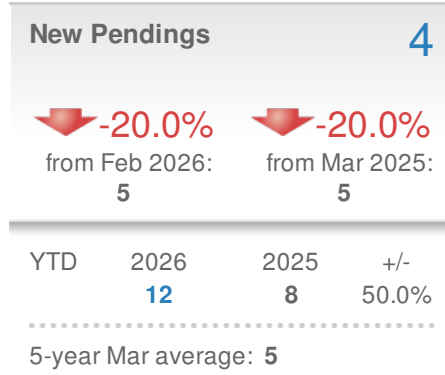 New Pendings 4
-20.0% -20.0%
from Feb 2026: from Mar 2025:
5 5
YTD 2026 2025 +/-
12 8 50.0%
5-year Mar average: 5